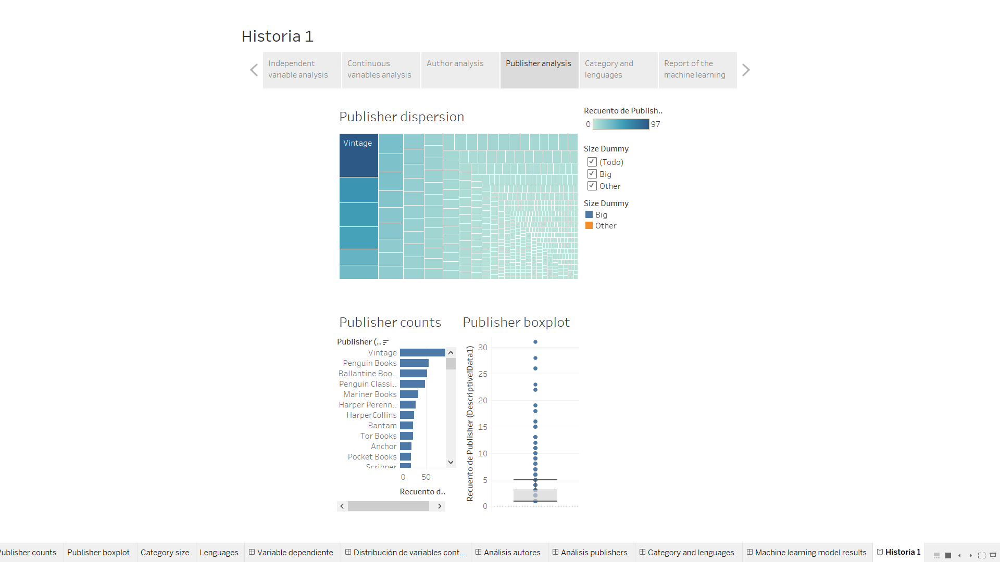 Historia 1
Independent
variable analysis
Continuous
variables analysis
Author analysis
Publisher analysis
Category and
lenguages
Report of the
machine learning
Publisher dispersion
Vintage
Recuento de Publish..
0
97
Size Dummy
(Todo)
Big
Other
Size Dummy
Big
Other
Publisher counts
Publisher (..
Vintage
Penguin Books
Ballantine Boo..
Penguin Classi..
Mariner Books
Harper Perenn..
HarperCollins
Bantam
Tor Books
Anchor
Pocket Books
Scribner
0
50
Recuento d..
Publisher boxplot
Recuento de Publisher (Descriptive!Data1)
30
25
20
15
10
5
0
Publisher counts
Publisher boxplot
Category size
Lenguages
Variable dependiente
Distribución de variables cont...
Análisis autores
Análisis publishers
Category and lenguages
Machine learning model results
Historia 1